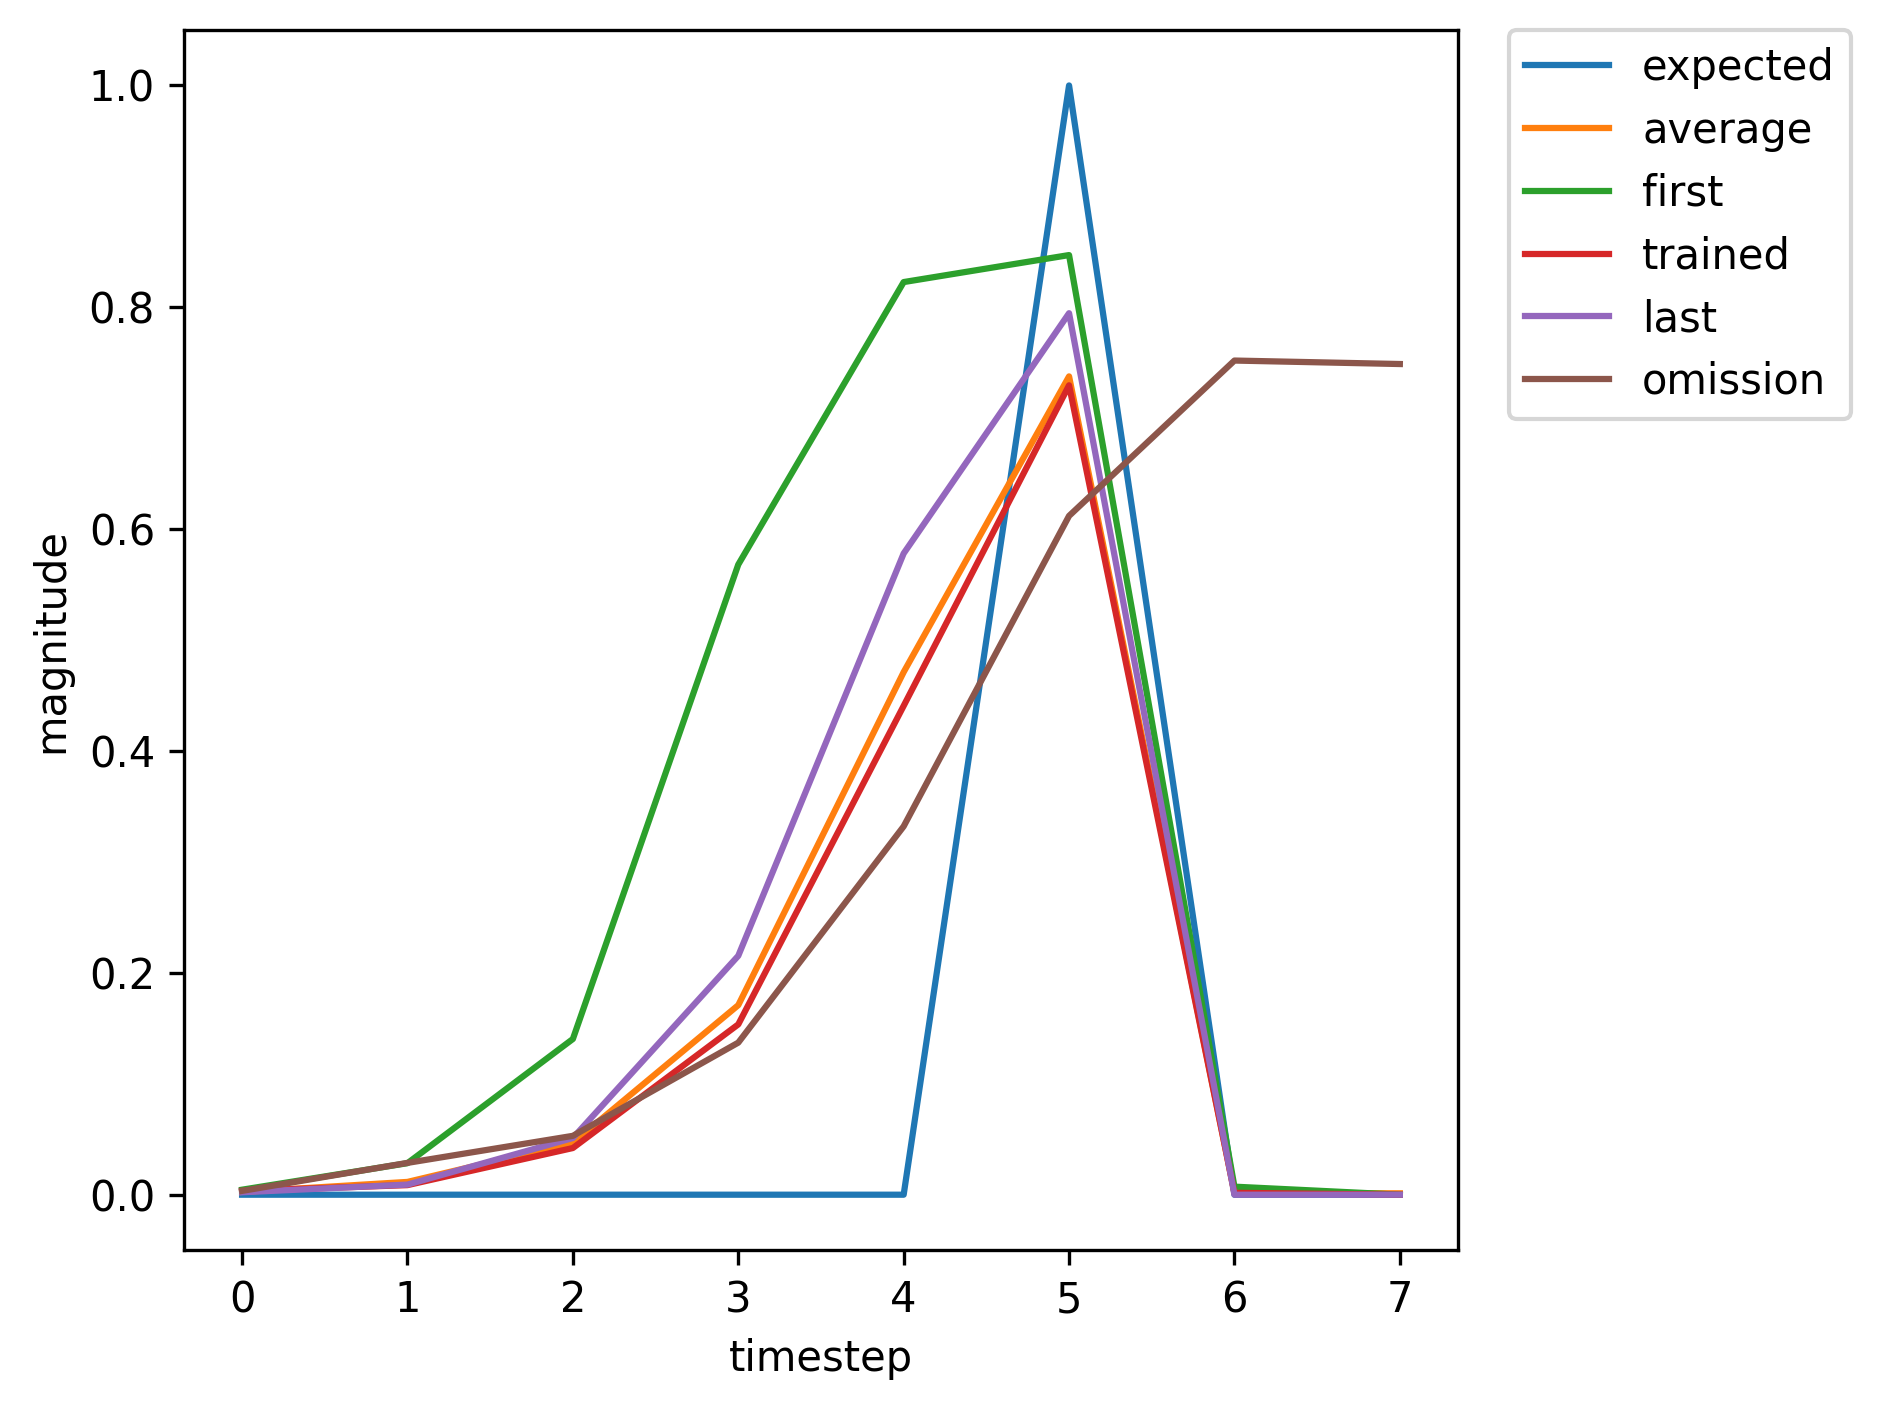 1.0
0.8
0.6
0.4
0.2
0.0
magnitude
0 1 2 3 4 5 6 7
timestep
expected
average
first
trained
last
omission